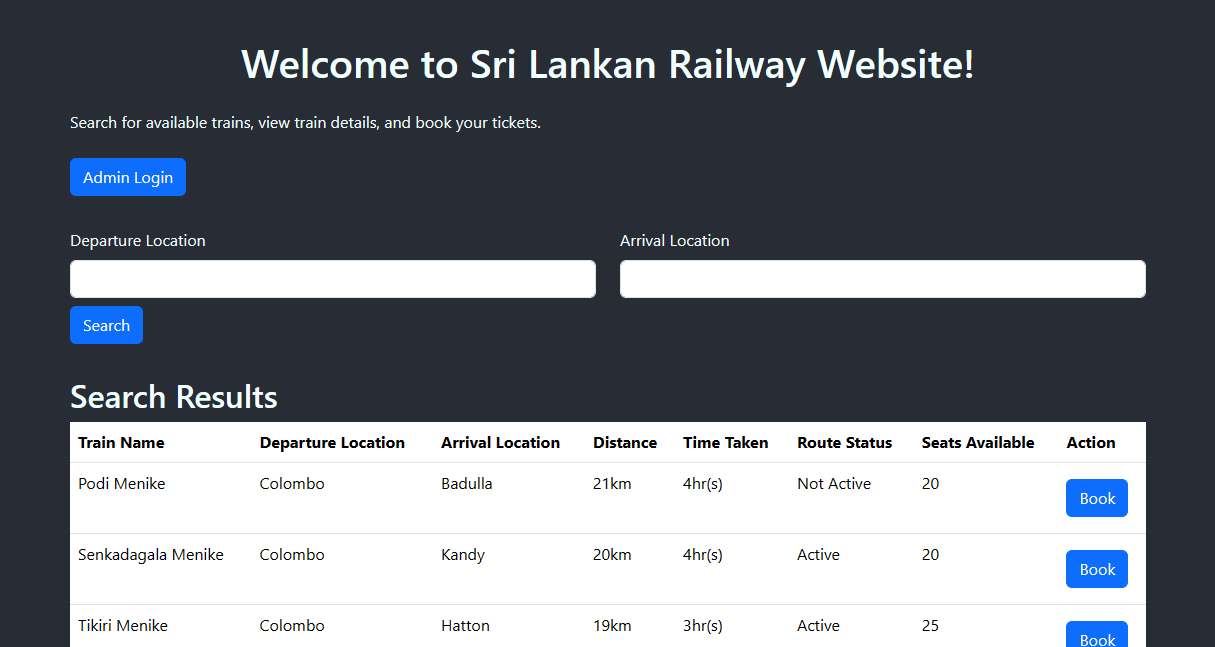 Welcome to Sri Lankan Railway Website!
Search for available trains, view train details, and book your tickets.
Admin Login
Departure Location Arrival Location
Search
Search Results
Train Name Departure Location Arrival Location Distance Time Taken Route Status Seats Available Action
Podi Menike Colombo Badulla 21km 4hr(s) Not Active 20 Book
Senkadagala Menike Colombo Kandy 20km 4hr(s) Active 20 Book
Tikiri Menike Colombo Hatton 19km 3hr(s) Active 25 Book